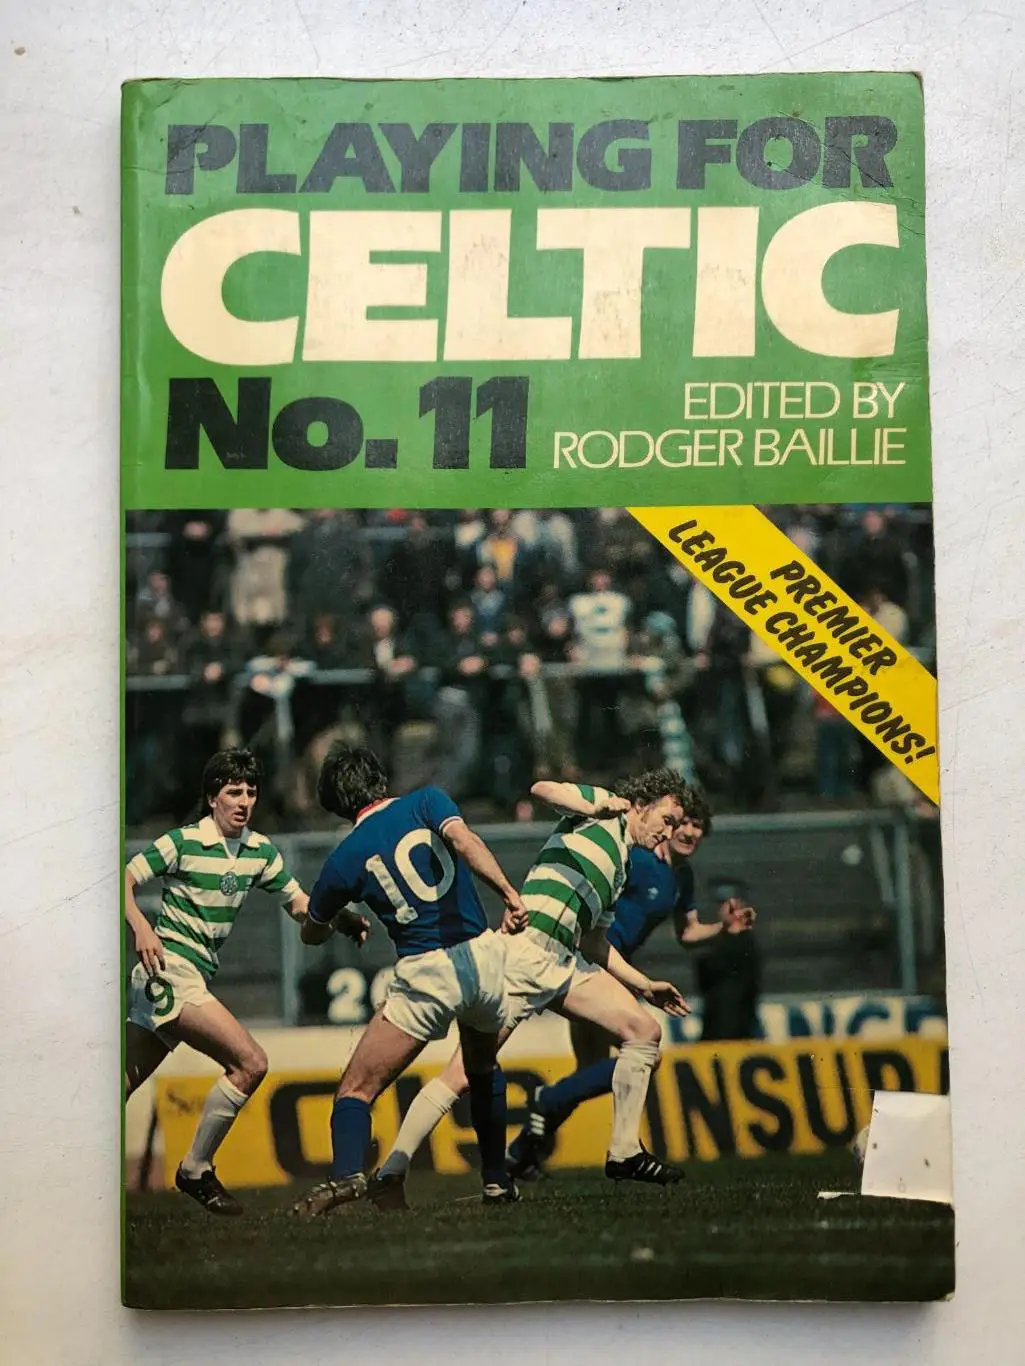 PLAYING FOR
CELTIC
No. 11
EDITED BY
RODGER BAILLIE
PREMIER
LEAGUE CHAMPIONS!
10
9
INSUR